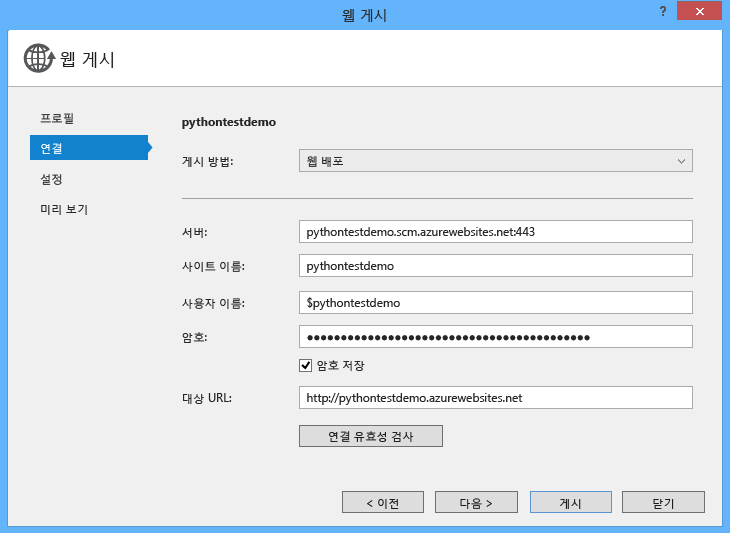 웹 게시
?
웹 게시
프로필
연결
설정
미리 보기
pythontestdemo
게시 방법: 웹 배포
서버: pythontestdemo.scm.azurewebsites.net:443
사이트 이름: pythontestdemo
사용자 이름: $pythontestdemo
암호:
암호 저장
대상 URL: http://pythontestdemo.azurewebsites.net
연결 유효성 검사
< 이전 다음 > 게시 닫기